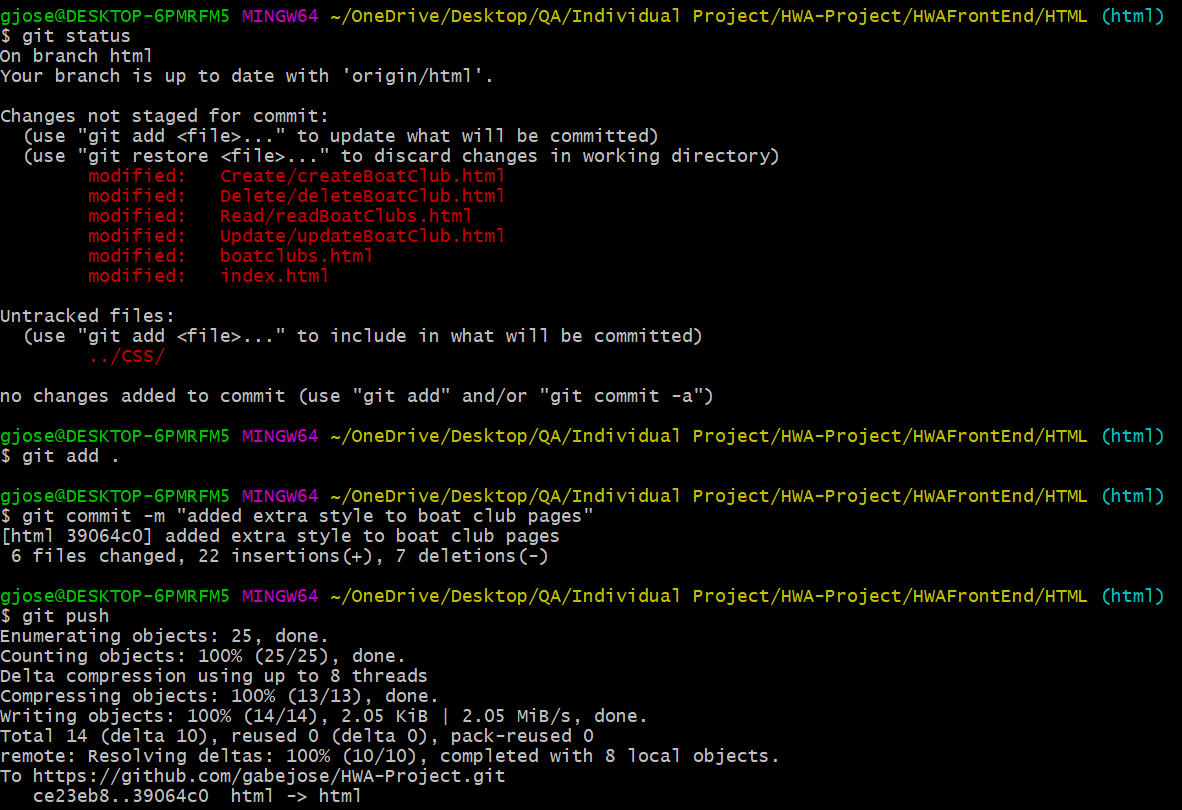 gjose@DESKTOP-6PMRFM5 MINGW64 ~/OneDrive/Desktop/QA/Individual Project/HWA-Project/HWAFrontEnd/HTML (html)
$ git status
On branch html
Your branch is up to date with 'origin/html'.
Changes not staged for commit:
  (use "git add <file>..." to update what will be committed)
  (use "git restore <file>..." to discard changes in working directory)
        modified:   Create/createBoatClub.html
        modified:   Delete/deleteBoatClub.html
        modified:   Read/readBoatClubs.html
        modified:   Update/updateBoatClub.html
        modified:   boatclubs.html
        modified:   index.html
Untracked files:
  (use "git add <file>..." to include in what will be committed)
        ../CSS/
no changes added to commit (use "git add" and/or "git commit -a")
gjose@DESKTOP-6PMRFM5 MINGW64 ~/OneDrive/Desktop/QA/Individual Project/HWA-Project/HWAFrontEnd/HTML (html)
$ git add .
gjose@DESKTOP-6PMRFM5 MINGW64 ~/OneDrive/Desktop/QA/Individual Project/HWA-Project/HWAFrontEnd/HTML (html)
$ git commit -m "added extra style to boat club pages"
[html 39064c0] added extra style to boat club pages
 6 files changed, 22 insertions(+), 7 deletions(-)
gjose@DESKTOP-6PMRFM5 MINGW64 ~/OneDrive/Desktop/QA/Individual Project/HWA-Project/HWAFrontEnd/HTML (html)
$ git push
Enumerating objects: 25, done.
Counting objects: 100% (25/25), done.
Delta compression using up to 8 threads
Compressing objects: 100% (13/13), done.
Writing objects: 100% (14/14), 2.05 KiB | 2.05 MiB/s, done.
Total 14 (delta 10), reused 0 (delta 0), pack-reused 0
remote: Resolving deltas: 100% (10/10), completed with 8 local objects.
To https://github.com/gabejose/HWA-Project.git
   ce23eb8..39064c0  html -> html